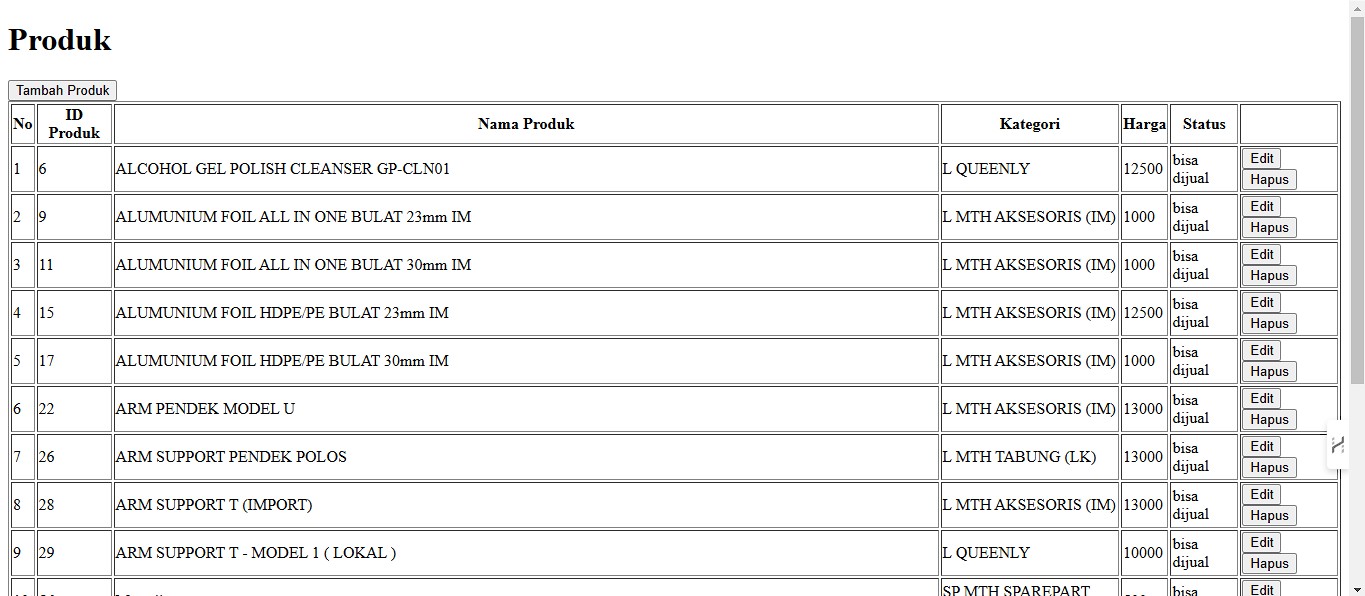 Produk
Tambah Produk
No ID Produk Nama Produk Kategori Harga Status
1 6 ALCOHOL GEL POLISH CLEANSER GP-CLN01 L QUEENLY 12500 bisa dijual Edit Hapus
2 9 ALUMUNIUM FOIL ALL IN ONE BULAT 23mm IM L MTH AKSESORIS (IM) 1000 bisa dijual Edit Hapus
3 11 ALUMUNIUM FOIL ALL IN ONE BULAT 30mm IM L MTH AKSESORIS (IM) 1000 bisa dijual Edit Hapus
4 15 ALUMUNIUM FOIL HDPE/PE BULAT 23mm IM L MTH AKSESORIS (IM) 12500 bisa dijual Edit Hapus
5 17 ALUMUNIUM FOIL HDPE/PE BULAT 30mm IM L MTH AKSESORIS (IM) 1000 bisa dijual Edit Hapus
6 22 ARM PENDEK MODEL U L MTH AKSESORIS (IM) 13000 bisa dijual Edit Hapus
7 26 ARM SUPPORT PENDEK POLOS L MTH TABUNG (LK) 13000 bisa dijual Edit Hapus
8 28 ARM SUPPORT T (IMPORT) L MTH AKSESORIS (IM) 13000 bisa dijual Edit Hapus
9 29 ARM SUPPORT T - MODEL 1 ( LOKAL ) L QUEENLY 10000 bisa dijual Edit Hapus
SP MTH SPAREPART bisa Edit